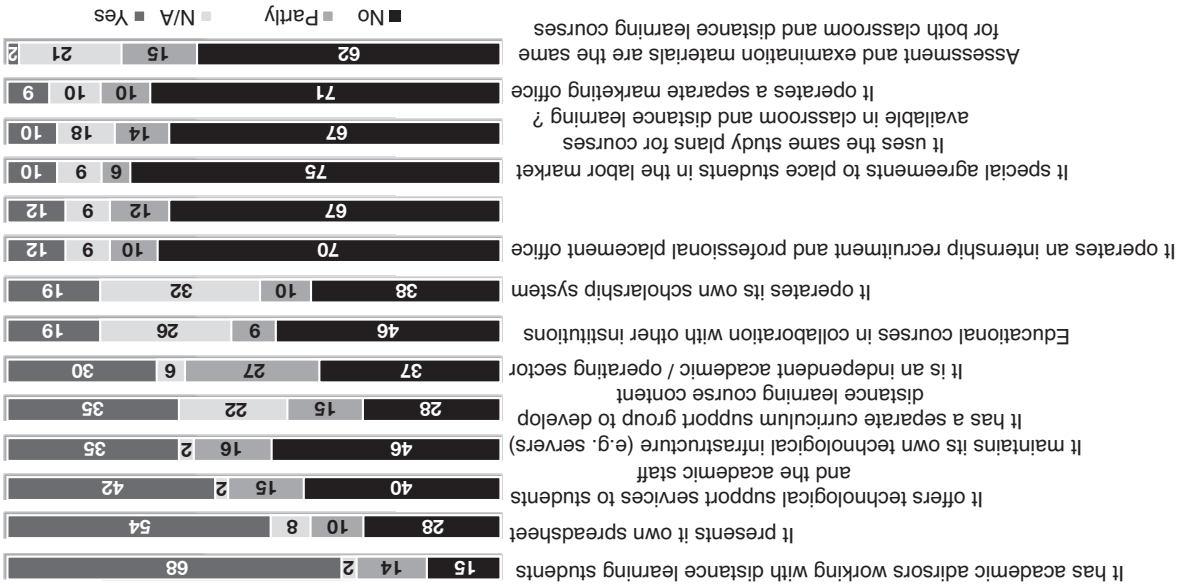 It has academic adirsors working with distance learning students 15 14 2 68
It presents it own spreadsheet 28 10 8 54
It offers technological support services to students
and the academic staff 40 15 2 42
It maintains its own technological infrastructure (e.g. servers) 46 16 2 35
It has a separate curriculum support group to develop
distance learning course content 28 15 22 35
It is an independent academic / operating sector 37 27 6 30
Educational courses in collaboration with other institutions 46 9 26 19
It operates its own scholarship system 38 10 32 19
It operates an internship recruitment and professional placement office 70 10 9 12
67 12 9 12
It special agreements to place students in the labor market 75 6 9 10
It uses the same study plans for courses
available in classroom and distance learning ? 67 14 18 10
It operates a separate marketing office 71 10 10 9
Assessment and examination materials are the same
for both classroom and distance learning courses 62 15 21 2
No Partly N/A Yes